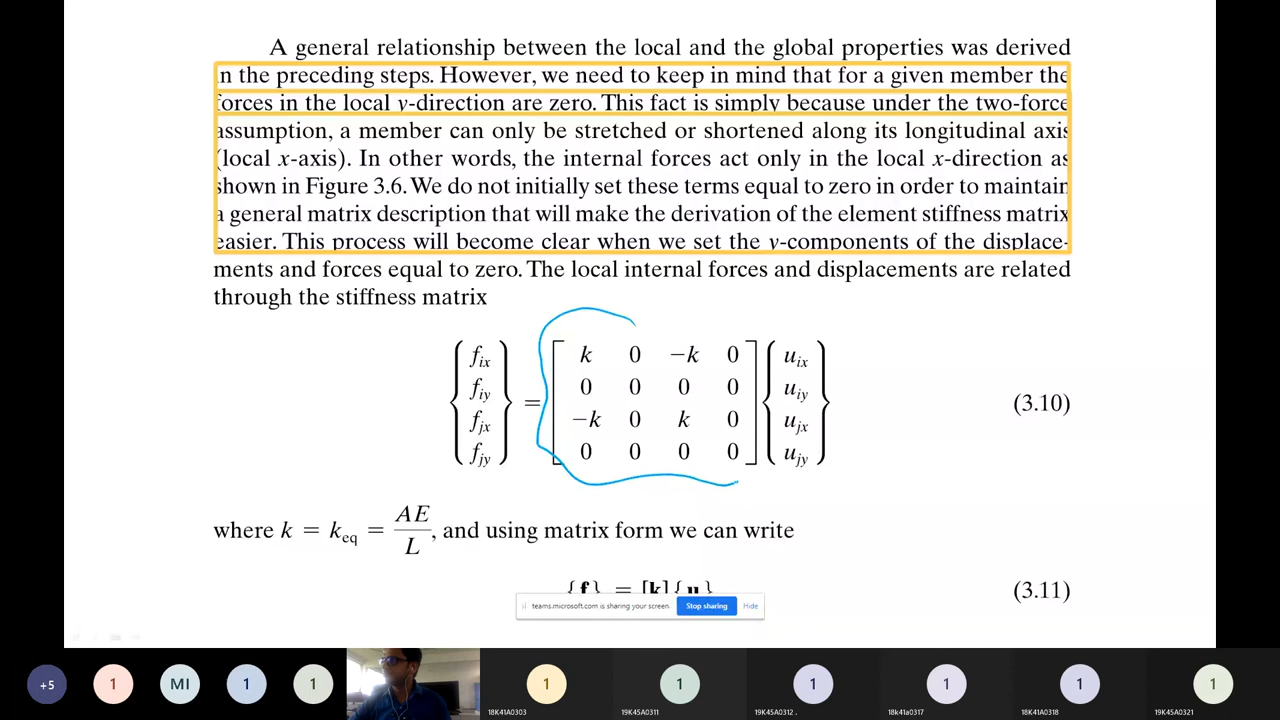 A general relationship between the local and the global properties was derived
in the preceding steps. However, we need to keep in mind that for a given member the
forces in the local y-direction are zero. This fact is simply because under the two-force
assumption, a member can only be stretched or shortened along its longitudinal axis
(local x-axis). In other words, the internal forces act only in the local x-direction as
shown in Figure 3.6. We do not initially set these terms equal to zero in order to maintain
a general matrix description that will make the derivation of the element stiffness matrix
easier. This process will become clear when we set the y-components of the displace-
ments and forces equal to zero. The local internal forces and displacements are related
through the stiffness matrix
f_ix k 0 −k 0 u_ix
f_iy 0 0 0 0 u_iy
= (3.10)
f_jx −k 0 k 0 u_jx
f_jy 0 0 0 0 u_jy
where k = k_eq = AE/L, and using matrix form we can write
{f} = [k]{u} (3.11)
teams.microsoft.com is sharing your screen. Stop sharing Hide
+5 1 MI 1 1 1 1 1 1 1 1
18K41A0303 19K45A0311 19K45A0312 . 18k41a0317 18K41A0318 19K45A0321